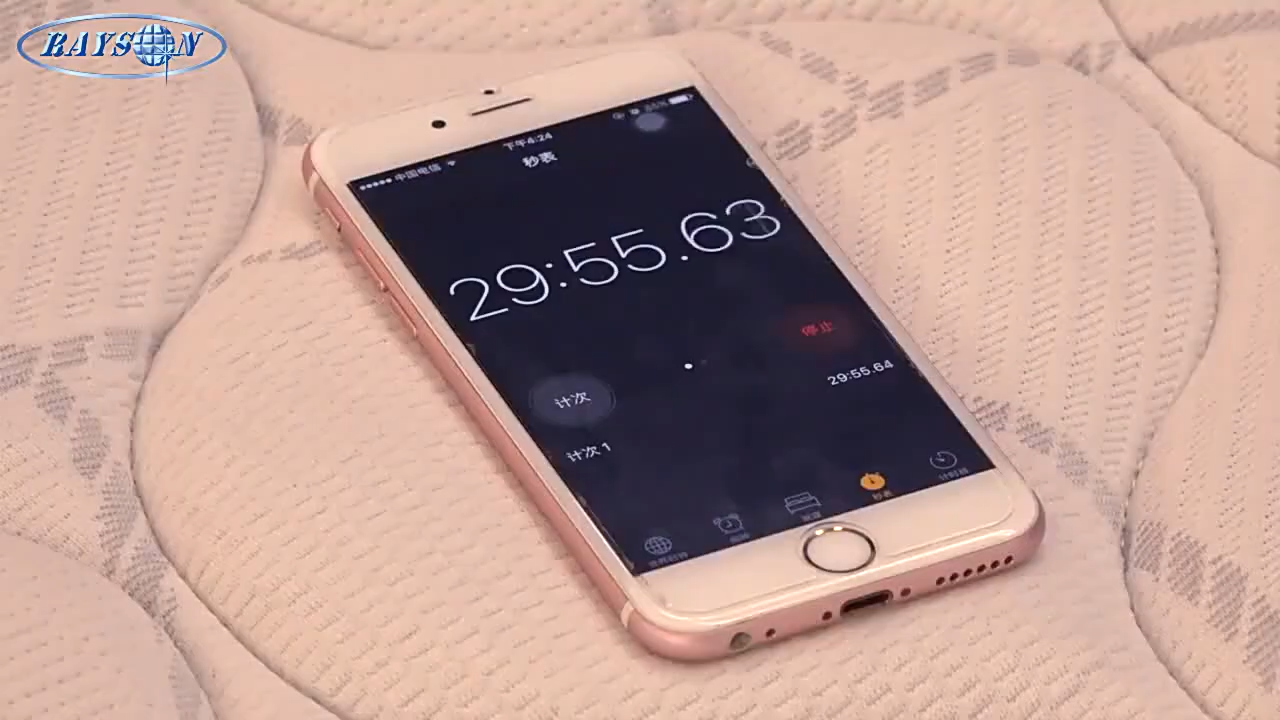 RAYSON
中国电信
下午4:24
秒表
29:55.63
停止
计次
29:55.64
计次 1
秒表
计时器